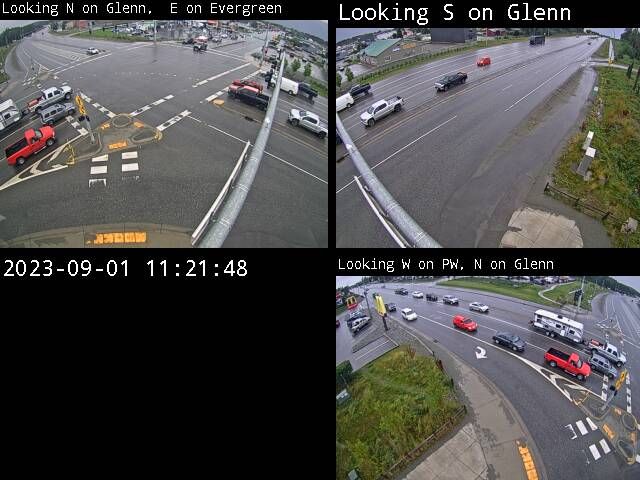 Looking N on Glenn,  E on Evergreen
Looking S on Glenn
2023-09-01 11:21:48
Looking W on PW, N on Glenn